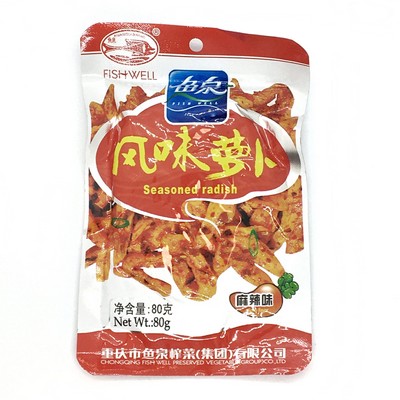 FISHWELL
鱼泉
FISH WELL
风味萝卜
Seasoned radish
麻辣味
净含量:80克
Net Wt.:80g
重庆市鱼泉榨菜(集团)有限公司
CHONGQING FISH WELL PRESERVED VEGETABLE(GROUP)CO.,LTD